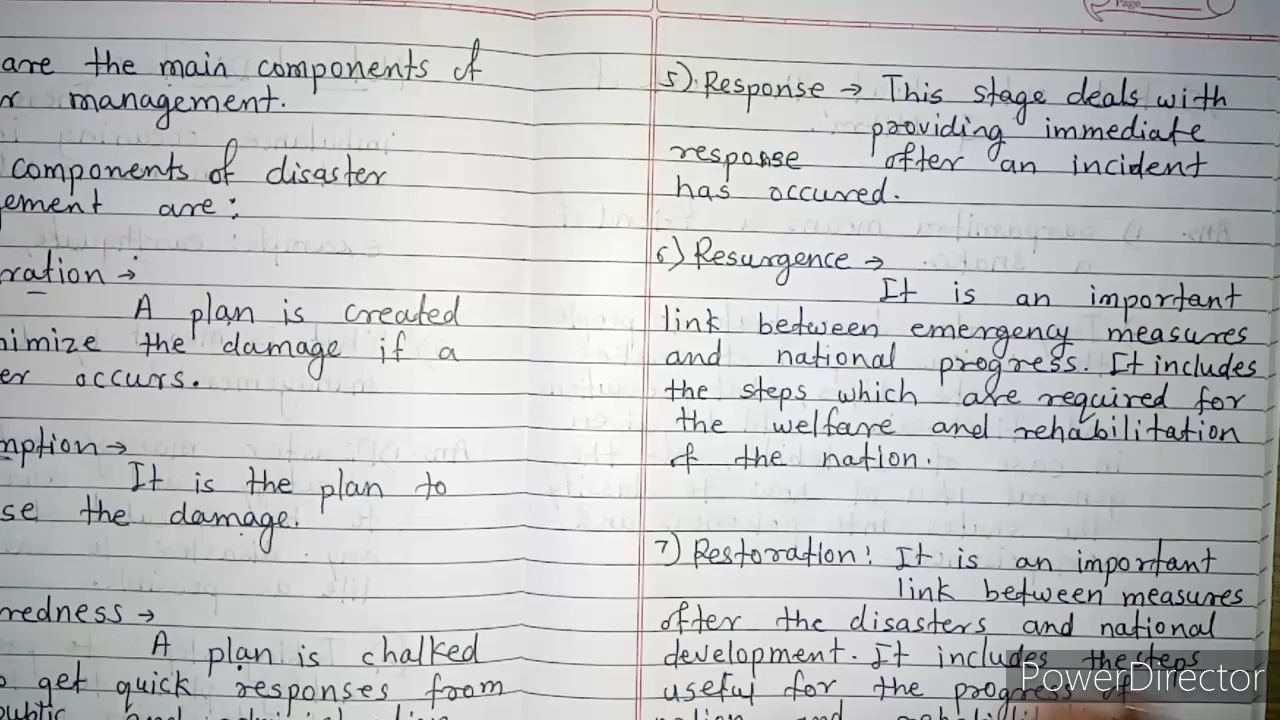 are the main components of
management.
components of disaster
ement are:
ration →
A plan is created
nimize the damage if a
er occurs.
mption →
It is the plan to
se the damage.
redness →
A plan is chalked
get quick responses from
Page
5) Response → This stage deals with
providing immediate
response after an incident
has occured.
6) Resurgence →
It is an important
link between emergency measures
and national progress. It includes
the steps which are required for
the welfare and rehabilitation
of the nation.
7) Restoration: It is an important
link between measures
after the disasters and national
development. It includes the steps
useful for the progress of
PowerDirector